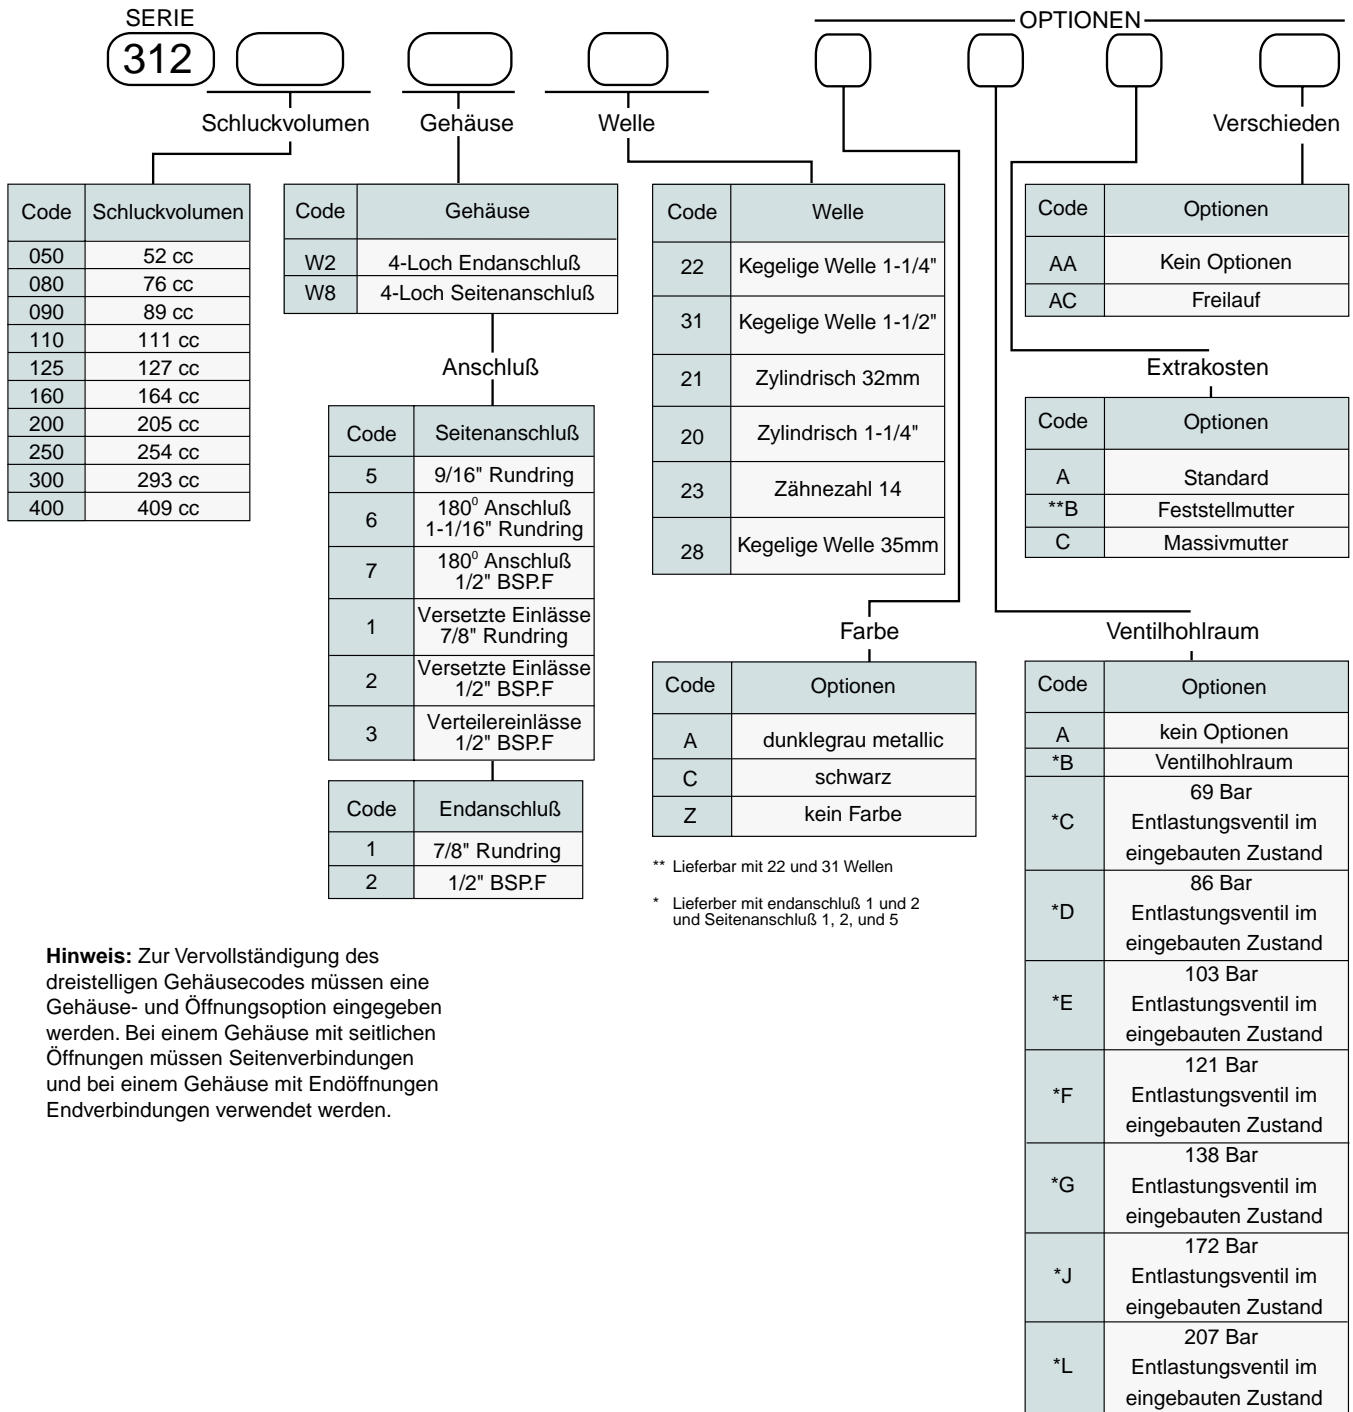 SERIE
OPTIONEN
312
Schluckvolumen
Gehäuse
Welle
Verschieden
Code Schluckvolumen
050 52 cc
080 76 cc
090 89 cc
110 111 cc
125 127 cc
160 164 cc
200 205 cc
250 254 cc
300 293 cc
400 409 cc
Code Gehäuse
W2 4-Loch Endanschluß
W8 4-Loch Seitenanschluß
Anschluß
Code Seitenanschluß
5 9/16" Rundring
6 180⁰ Anschluß
1-1/16" Rundring
7 180⁰ Anschluß
1/2" BSP.F
1 Versetzte Einlässe
7/8" Rundring
2 Versetzte Einlässe
1/2" BSP.F
3 Verteilereinlässe
1/2" BSP.F
Code Endanschluß
1 7/8" Rundring
2 1/2" BSP.F
Code Welle
22 Kegelige Welle 1-1/4"
31 Kegelige Welle 1-1/2"
21 Zylindrisch 32mm
20 Zylindrisch 1-1/4"
23 Zähnezahl 14
28 Kegelige Welle 35mm
Farbe
Code Optionen
A dunklegrau metallic
C schwarz
Z kein Farbe
** Lieferbar mit 22 und 31 Wellen
* Lieferber mit endanschluß 1 und 2
und Seitenanschluß 1, 2, und 5
Code Optionen
AA Kein Optionen
AC Freilauf
Extrakosten
Code Optionen
A Standard
**B Feststellmutter
C Massivmutter
Ventilhohlraum
Code Optionen
A kein Optionen
*B Ventilhohlraum
*C 69 Bar
Entlastungsventil im
eingebauten Zustand
*D 86 Bar
Entlastungsventil im
eingebauten Zustand
*E 103 Bar
Entlastungsventil im
eingebauten Zustand
*F 121 Bar
Entlastungsventil im
eingebauten Zustand
*G 138 Bar
Entlastungsventil im
eingebauten Zustand
*J 172 Bar
Entlastungsventil im
eingebauten Zustand
*L 207 Bar
Entlastungsventil im
eingebauten Zustand
Hinweis: Zur Vervollständigung des
dreistelligen Gehäusecodes müssen eine
Gehäuse- und Öffnungsoption eingegeben
werden. Bei einem Gehäuse mit seitlichen
Öffnungen müssen Seitenverbindungen
und bei einem Gehäuse mit Endöffnungen
Endverbindungen verwendet werden.